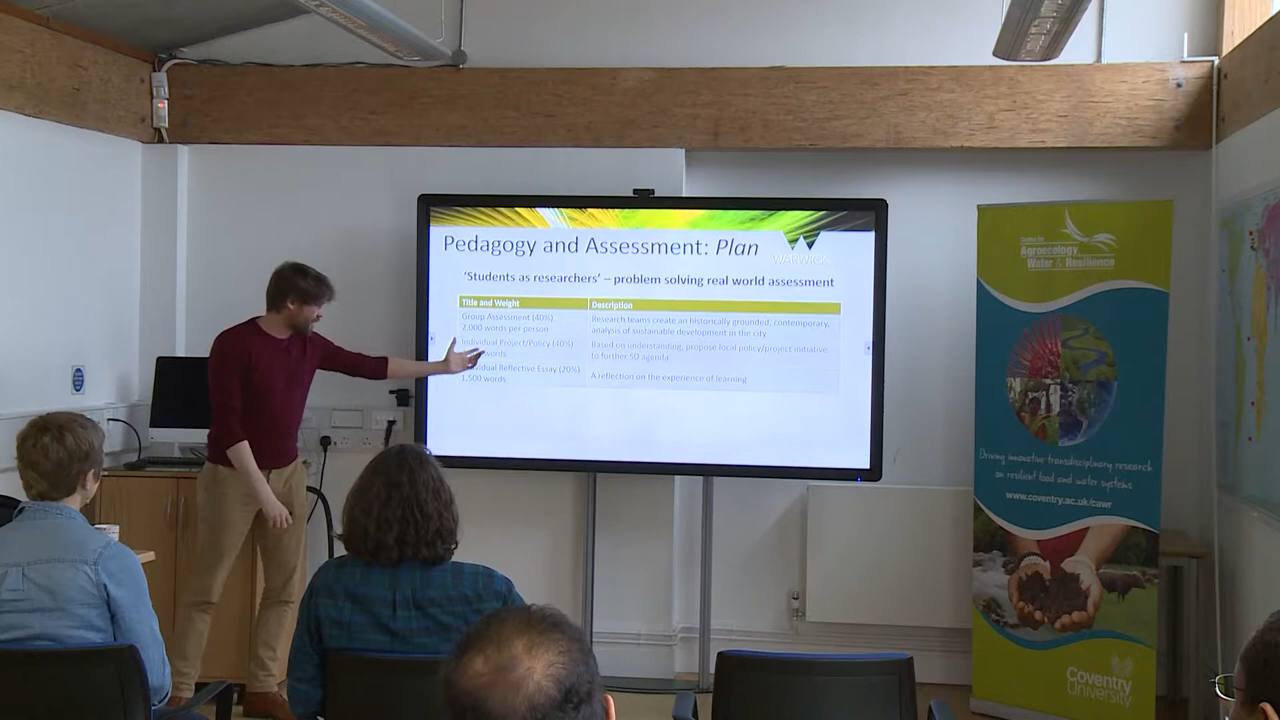 Pedagogy and Assessment: Plan
WARWICK
'Students as researchers' – problem solving real world assessment
Title and Weight
Description
Group Assessment (40%)
2,000 words per person
Research teams create an historically grounded, contemporary,
analysis of sustainable development in the city
Individual Project/Policy (40%)
words
Based on understanding, propose local policy/project initiative
to further SD agenda
Individual Reflective Essay (20%)
1,500 words
A reflection on the experience of learning
Centre for
Agroecology
Water & Resilience
Driving innovative transdisciplinary research
on resilient food and water systems
www.coventry.ac.uk/cawr
Coventry
University